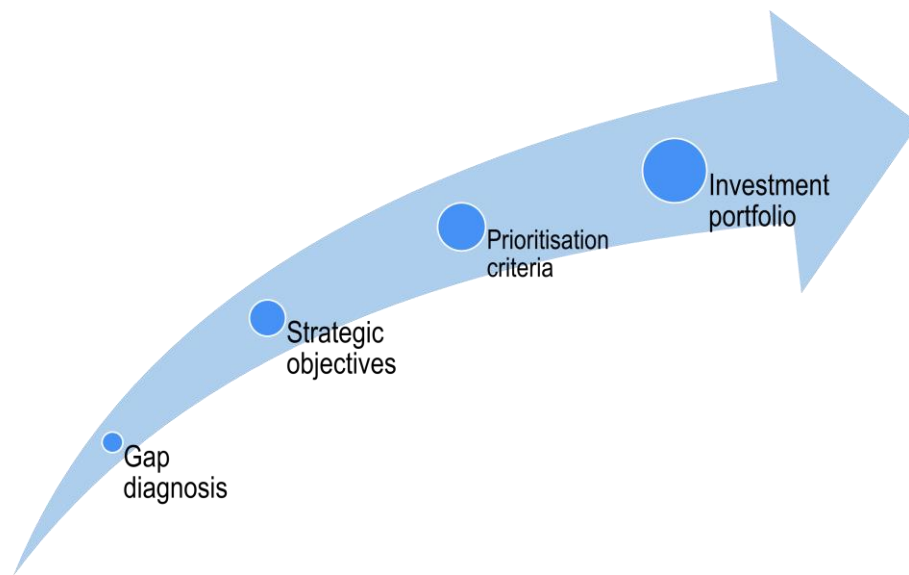 Investment
portfolio
Prioritisation
criteria
Strategic
objectives
Gap
diagnosis